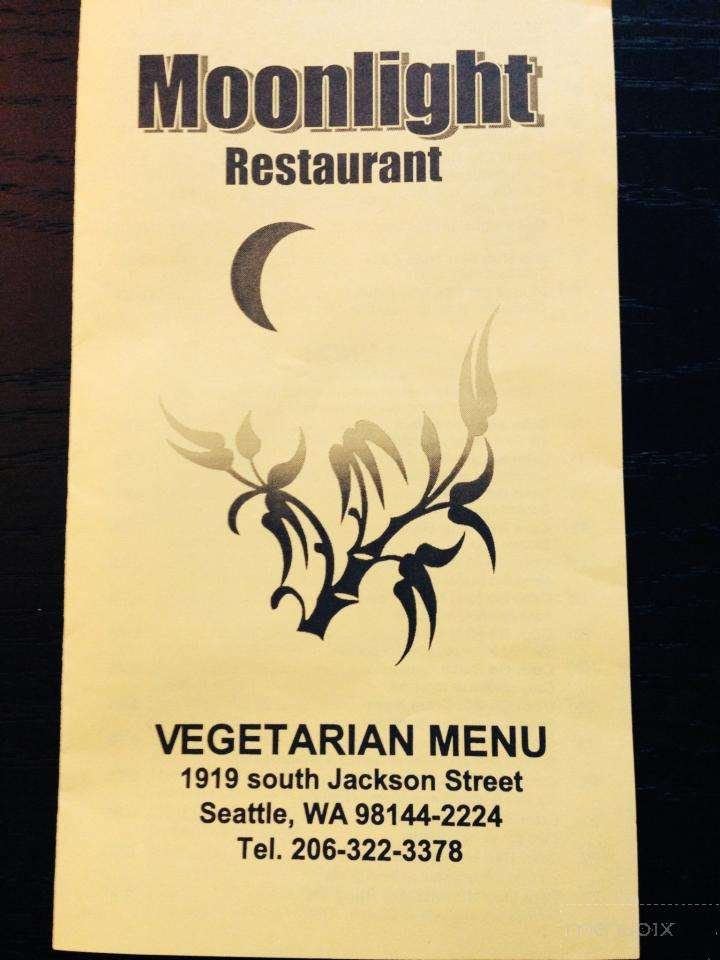 Moonlight
Restaurant
VEGETARIAN MENU
1919 south Jackson Street
Seattle, WA 98144-2224
Tel. 206-322-3378